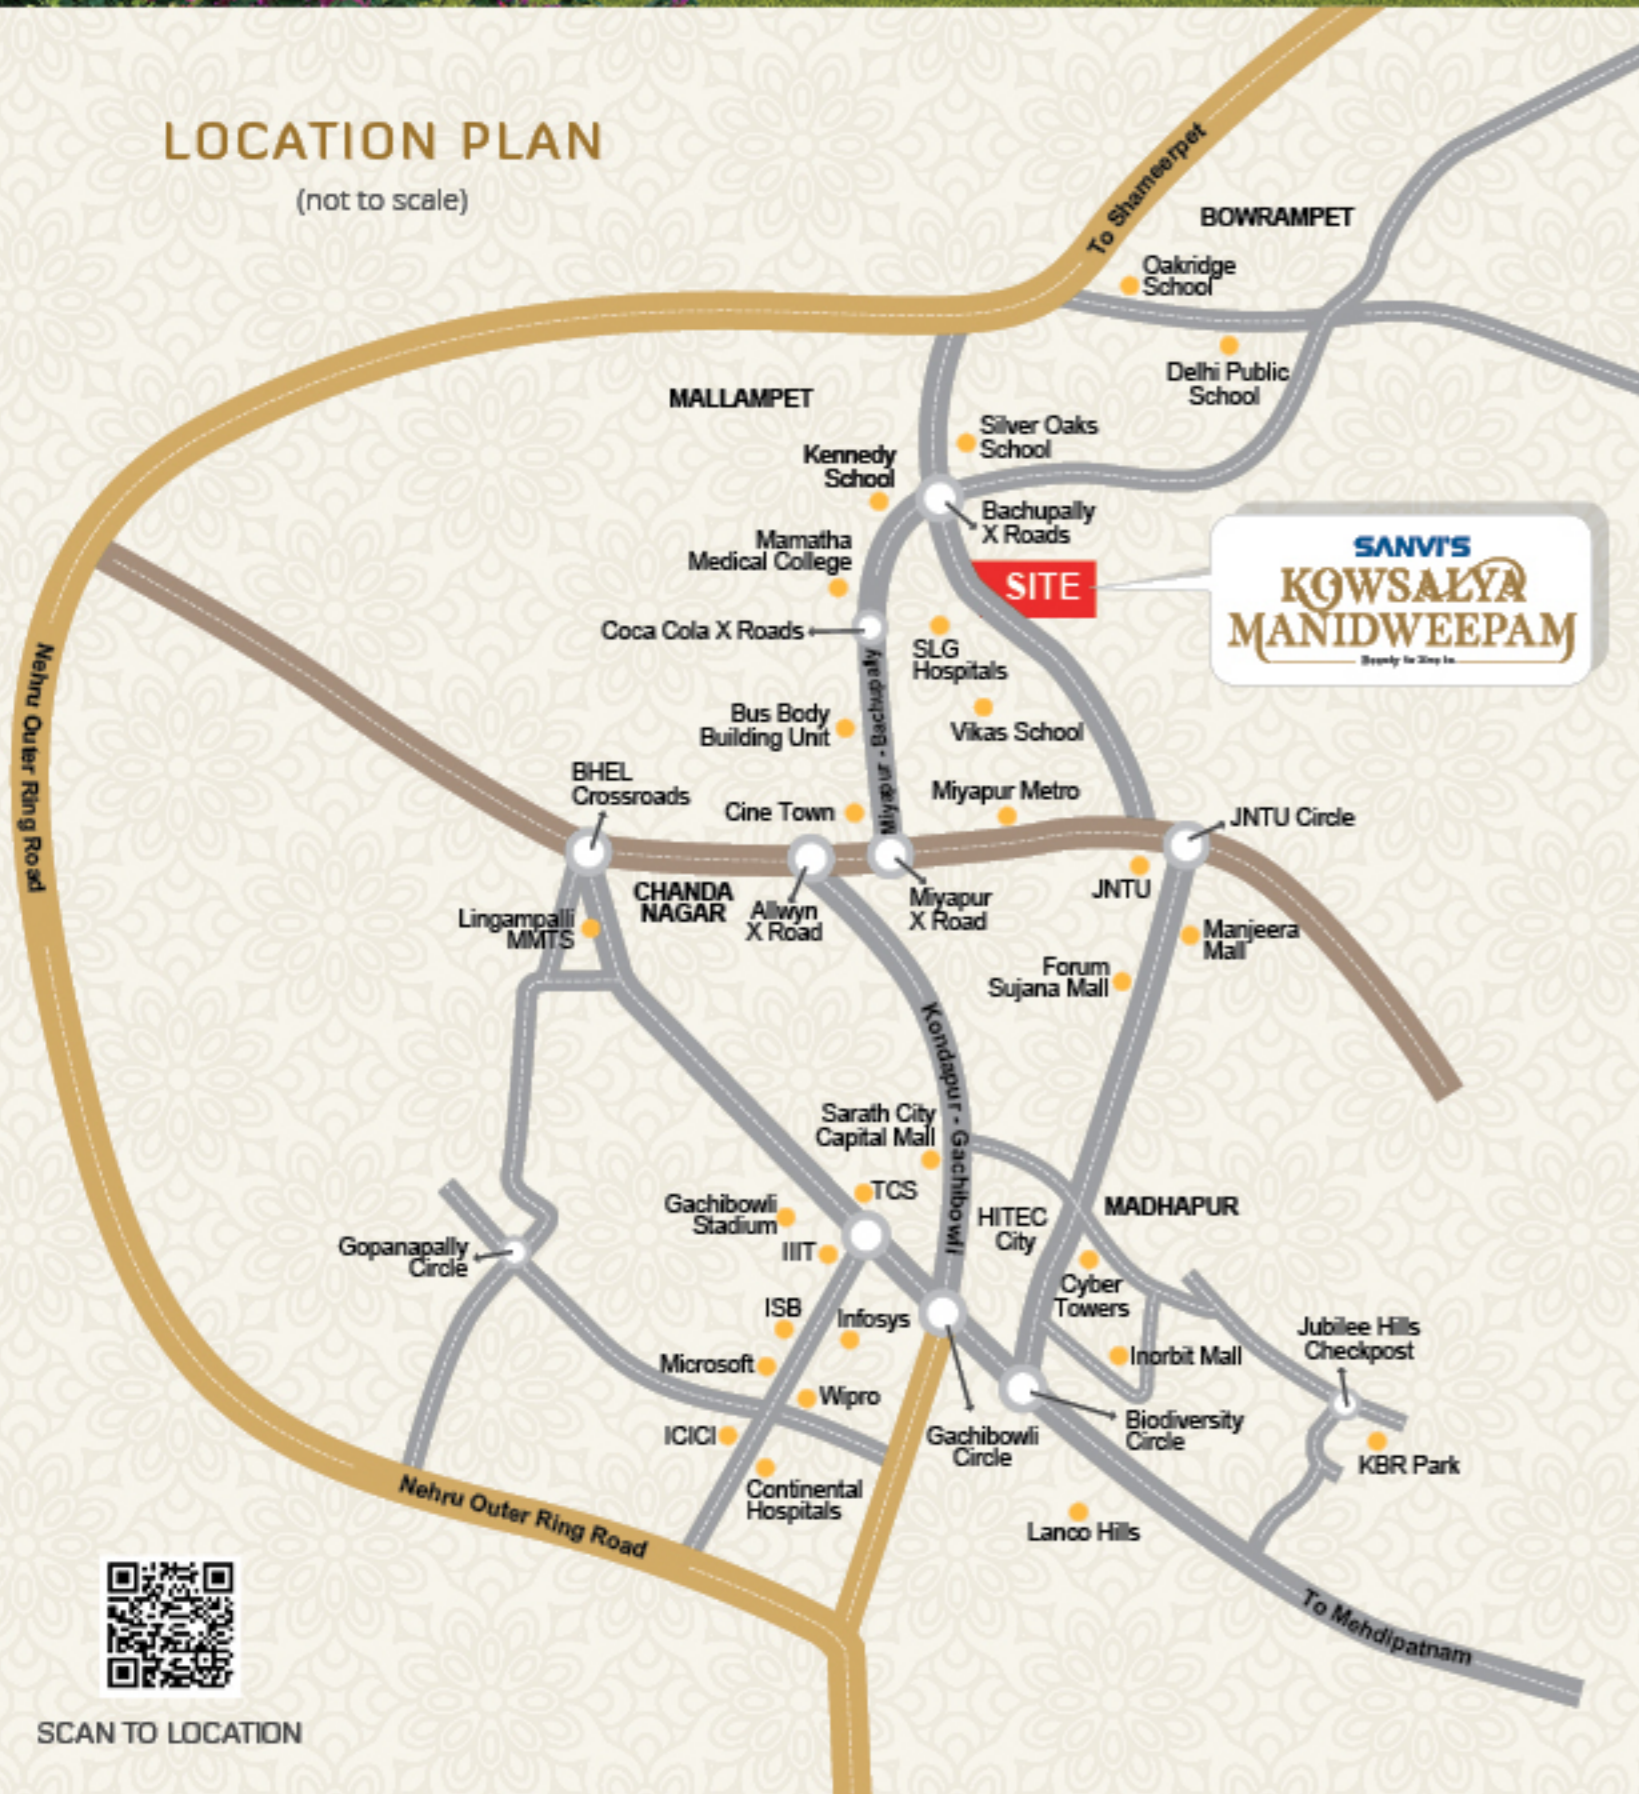 LOCATION PLAN
(not to scale)
To Shameerpet
BOWRAMPET
Oakridge
School
Delhi Public
School
MALLAMPET
Silver Oaks
School
Kennedy
School
Bachupally
X Roads
Mamatha
Medical College
SITE
SANVI'S
KOWSALYA
MANIDWEEPAM
Coca Cola X Roads
SLG
Hospitals
Miyapur - Bachupally
Bus Body
Building Unit
Vikas School
Nehru Outer Ring Road
BHEL
Crossroads
Cine Town
Miyapur Metro
JNTU Circle
CHANDA
NAGAR
Allwyn
X Road
Miyapur
X Road
JNTU
Lingampalli
MMTS
Manjeera
Mall
Forum
Sujana Mall
Kondapur - Gachibowli
Sarath City
Capital Mall
TCS
Gachibowli
Stadium
IIIT
HITEC
City
MADHAPUR
Gopanapally
Circle
Cyber
Towers
ISB
Infosys
Jubilee Hills
Checkpost
Microsoft
Inorbit Mall
Wipro
ICICI
Gachibowli
Circle
Biodiversity
Circle
KBR Park
Continental
Hospitals
Lanco Hills
Nehru Outer Ring Road
To Mehdipatnam
SCAN TO LOCATION